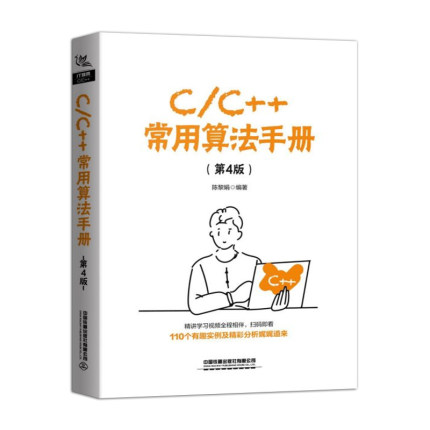 C/C++
常用算法手册
（第4版）
陈黎娟◎编著
C++
精讲学习视频全程相伴，扫码即看
110个有趣实例及精彩分析娓娓道来
中国铁道出版社有限公司
C/C++常用算法手册
-第4版-